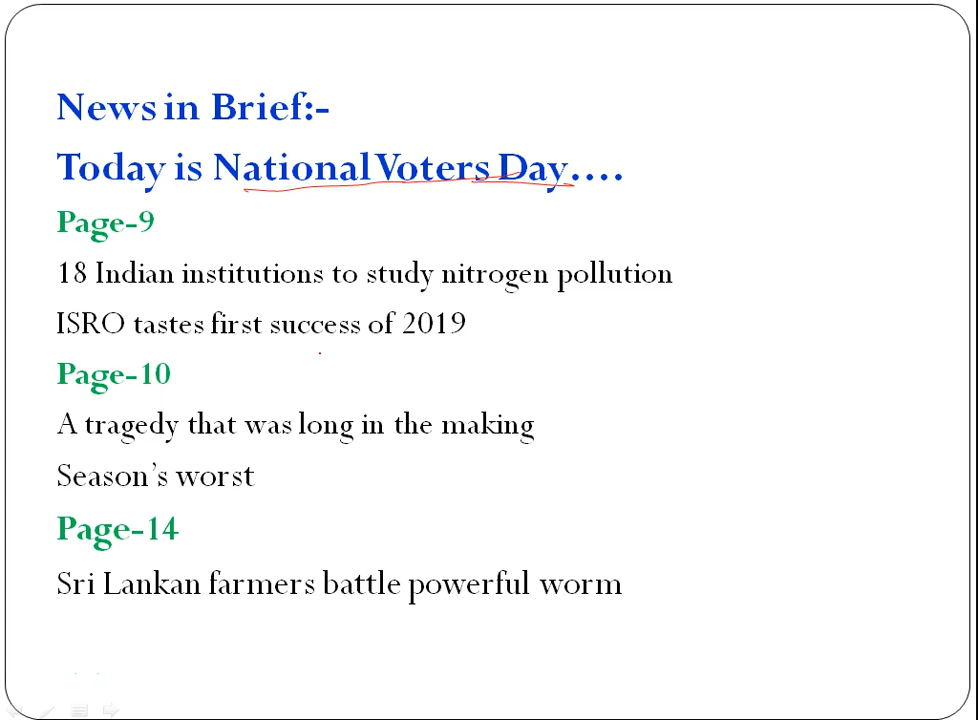 News in Brief:-
Today is National Voters Day....
Page-9
18 Indian institutions to study nitrogen pollution
ISRO tastes first success of 2019
Page-10
A tragedy that was long in the making
Season’s worst
Page-14
Sri Lankan farmers battle powerful worm